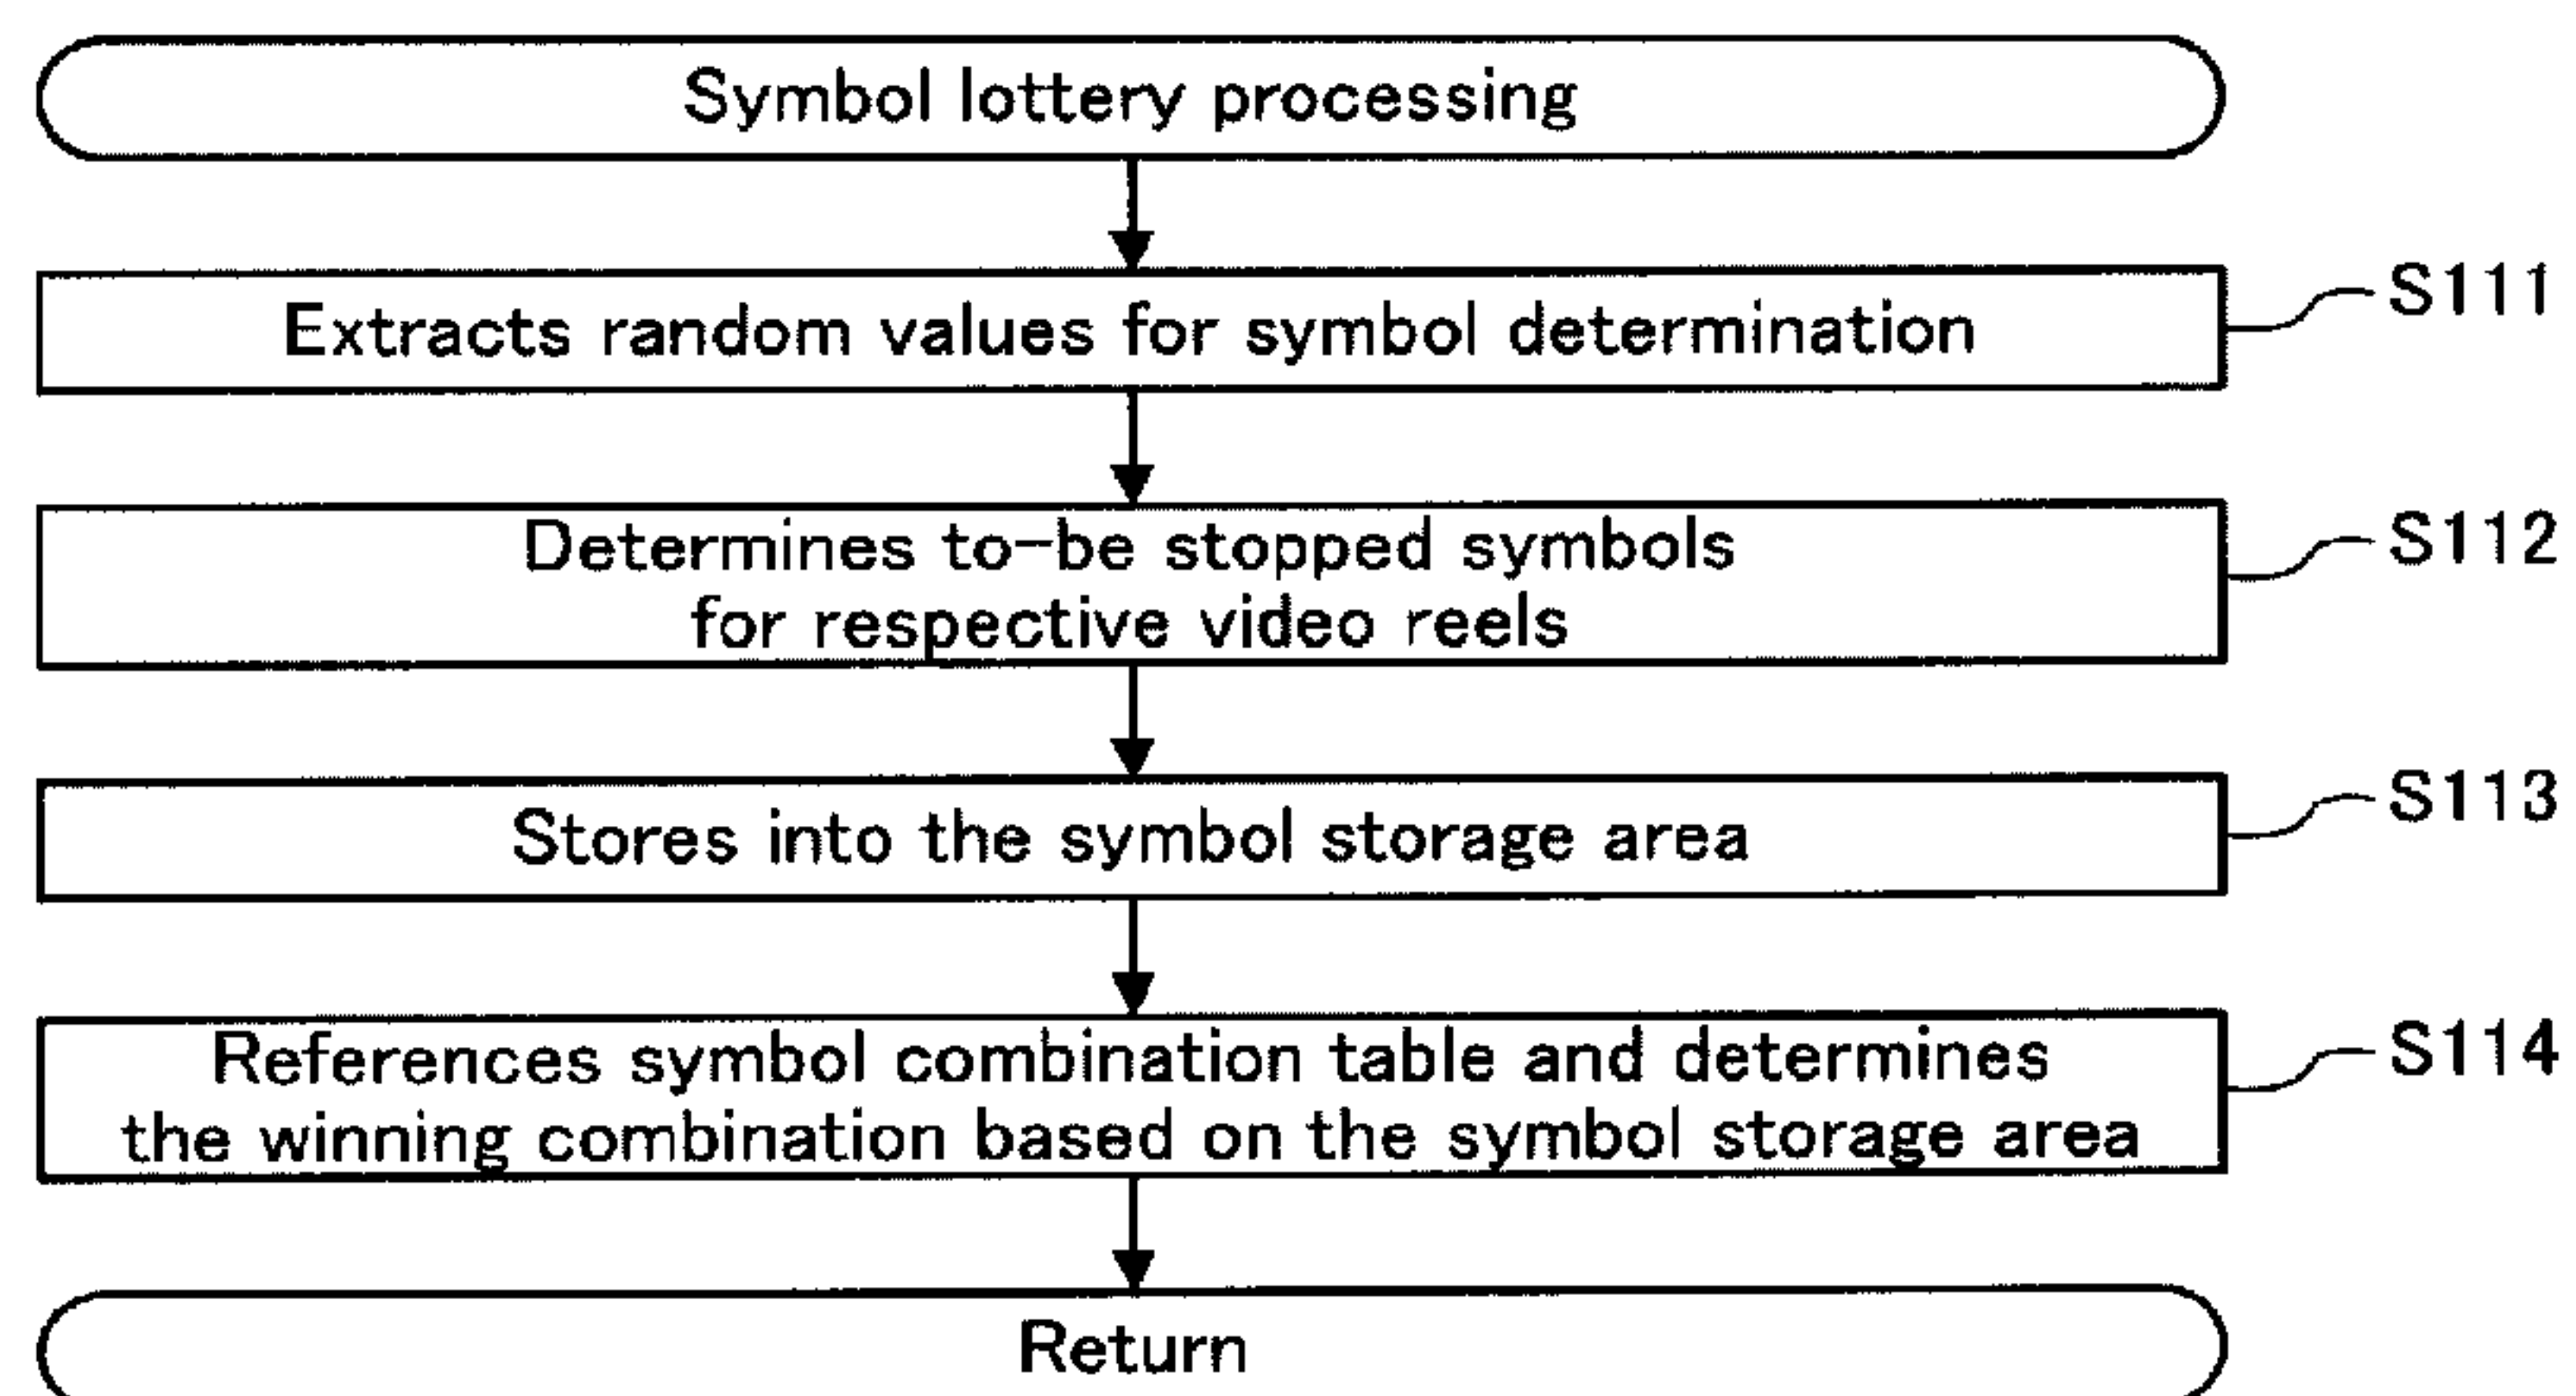 Symbol lottery processing
Extracts random values for symbol determination
S111
Determines to-be stopped symbols
for respective video reels
S112
Stores into the symbol storage area
S113
References symbol combination table and determines
the winning combination based on the symbol storage area
S114
Return